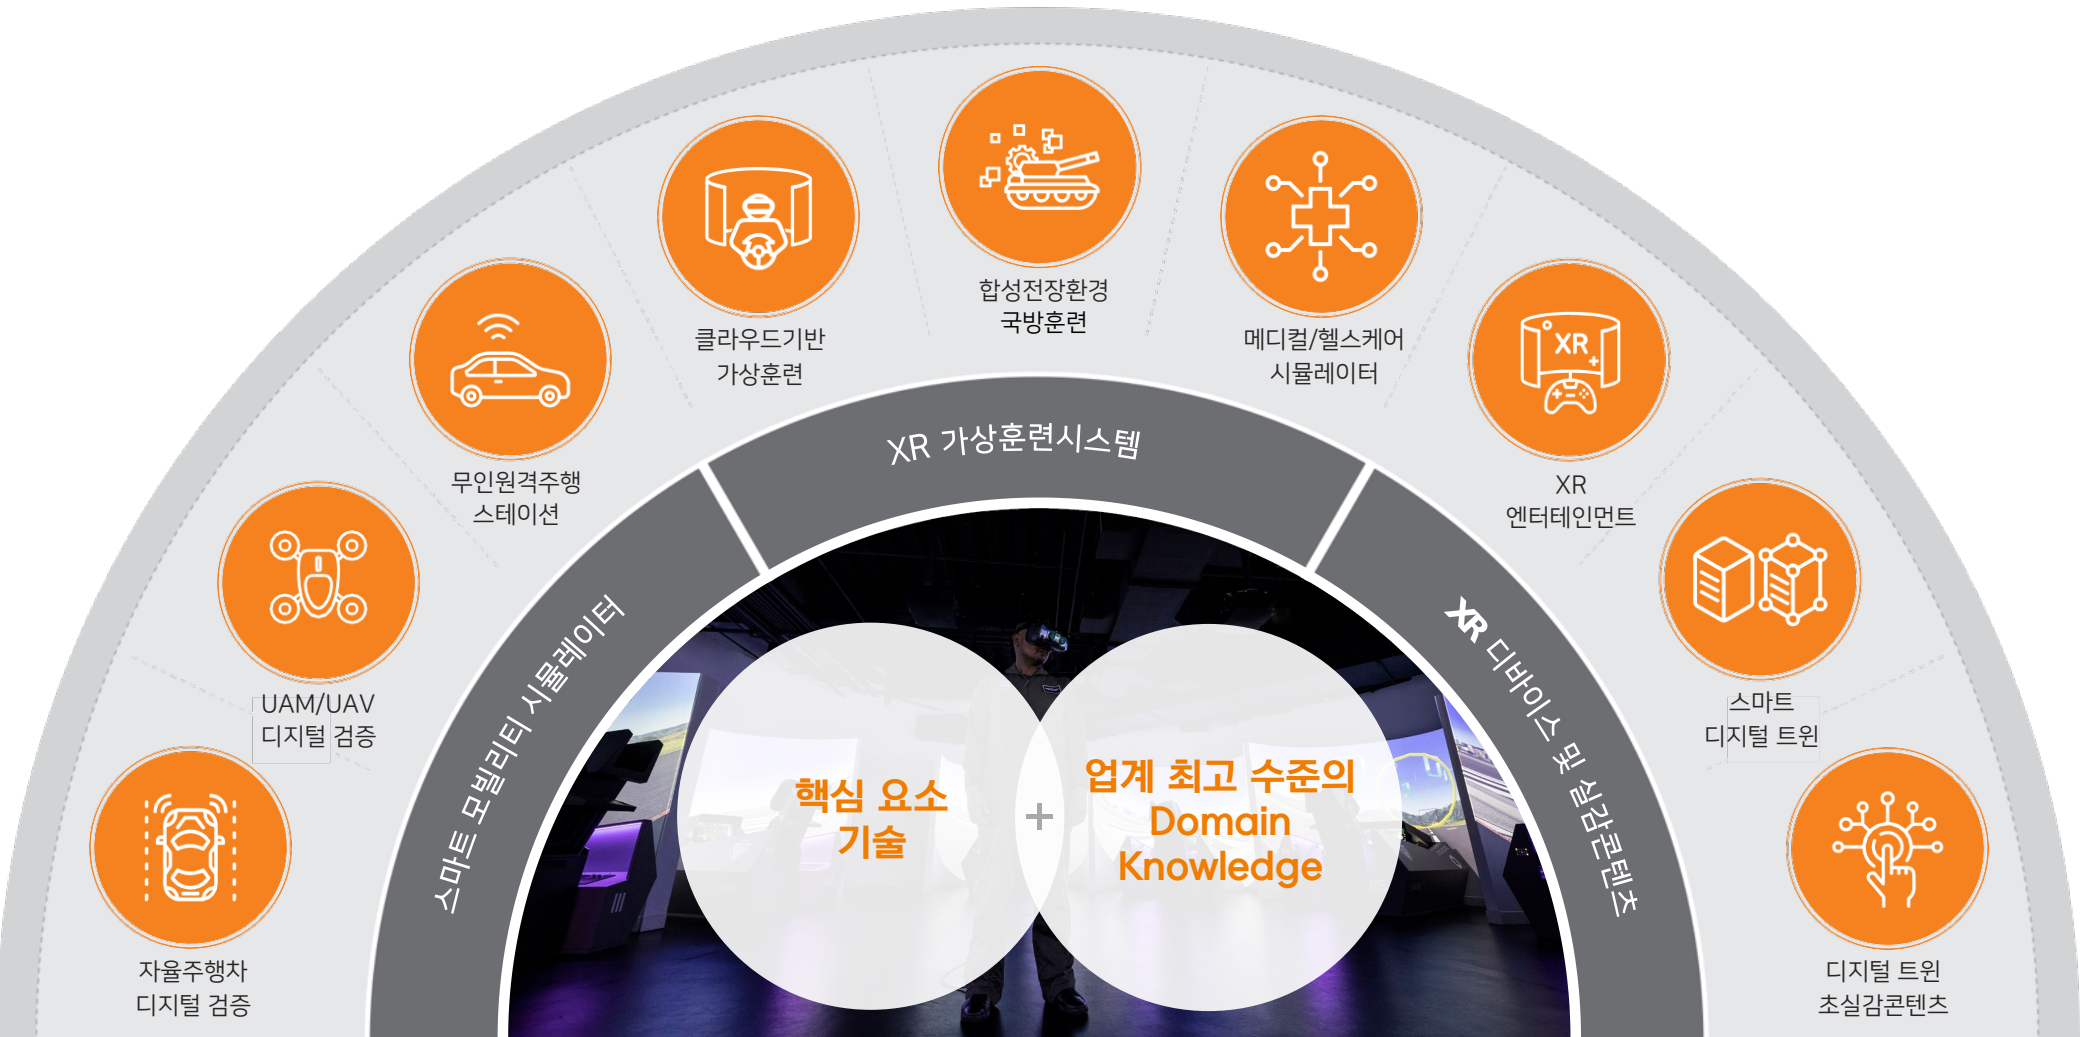 합성전장환경
국방훈련
클라우드기반
가상훈련
메디컬/헬스케어
시뮬레이터
무인원격주행
스테이션
XR
XR
엔터테인먼트
UAM/UAV
디지털 검증
스마트
디지털 트윈
자율주행차
디지털 검증
디지털 트윈
초실감콘텐츠
스마트 모빌리티 시뮬레이터
XR 가상훈련시스템
XR 디바이스 및 실감콘텐츠
핵심 요소
기술
+
업계 최고 수준의
Domain
Knowledge